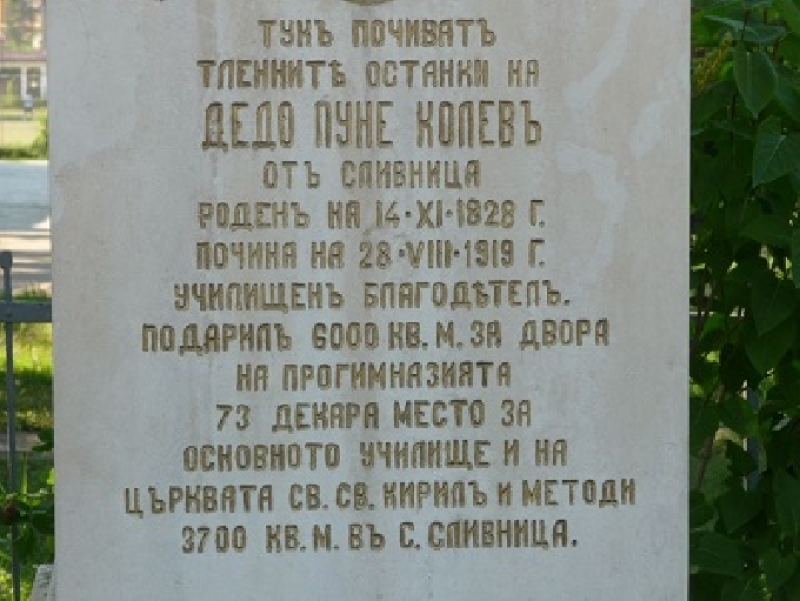 ТУКЪ ПОЧИВАТЪ
ТЛЕННИТѢ ОСТАНКИ НА
ДЕДО ПУНЕ КОЛЕВЪ
ОТЪ СЛИВНИЦА
РОДЕНЪ НА 14·XI·1828 Г.
ПОЧИНА НА 28·VIII·1919 Г.
УЧИЛИЩЕНЪ БЛАГОДѢТЕЛЪ.
ПОДАРИЛЪ 6000 КВ. М. ЗА ДВОРА
НА ПРОГИМНАЗИЯТА
73 ДЕКАРА МЕСТО ЗА
ОСНОВНОТО УЧИЛИЩЕ И НА
ЦЪРКВАТА СВ. СВ. КИРИЛЪ И МЕТОДИ
3700 КВ. М. ВЪ С. СЛИВНИЦА.